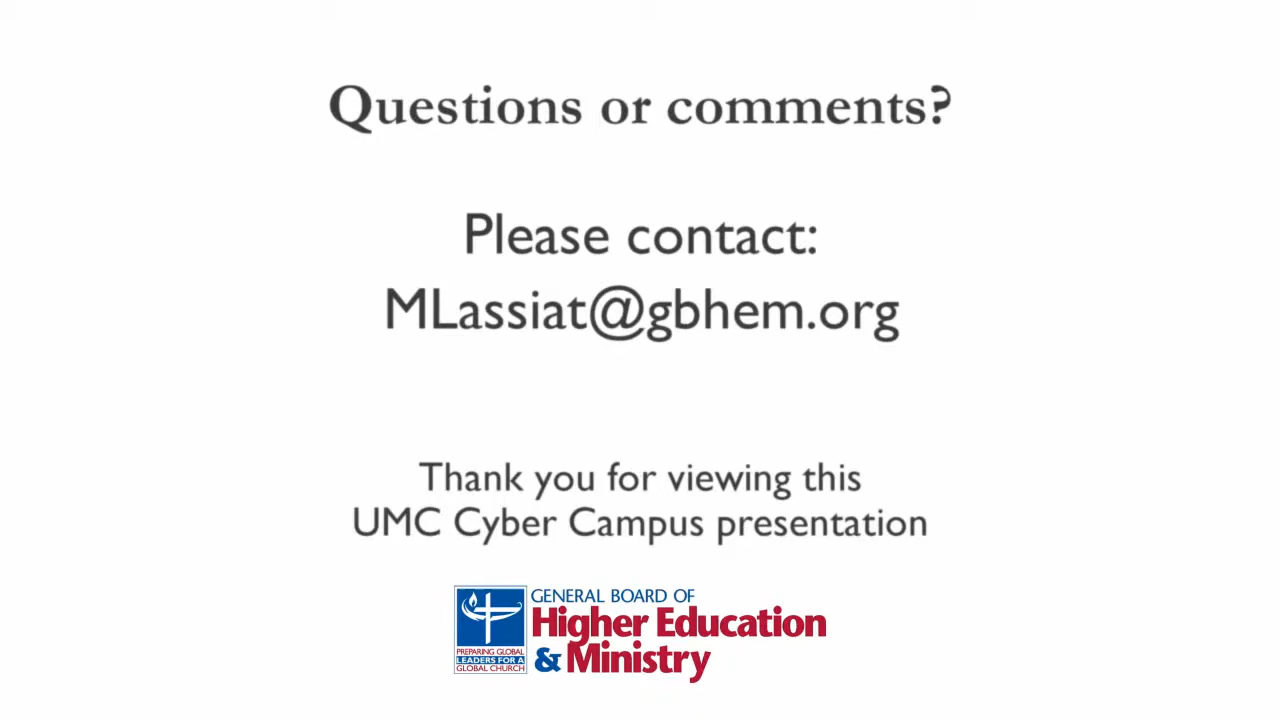 Questions or comments?
Please contact:
MLassiat@gbhem.org
Thank you for viewing this
UMC Cyber Campus presentation
GENERAL BOARD OF
Higher Education
& Ministry
PREPARING GLOBAL
LEADERS FOR A
GLOBAL CHURCH